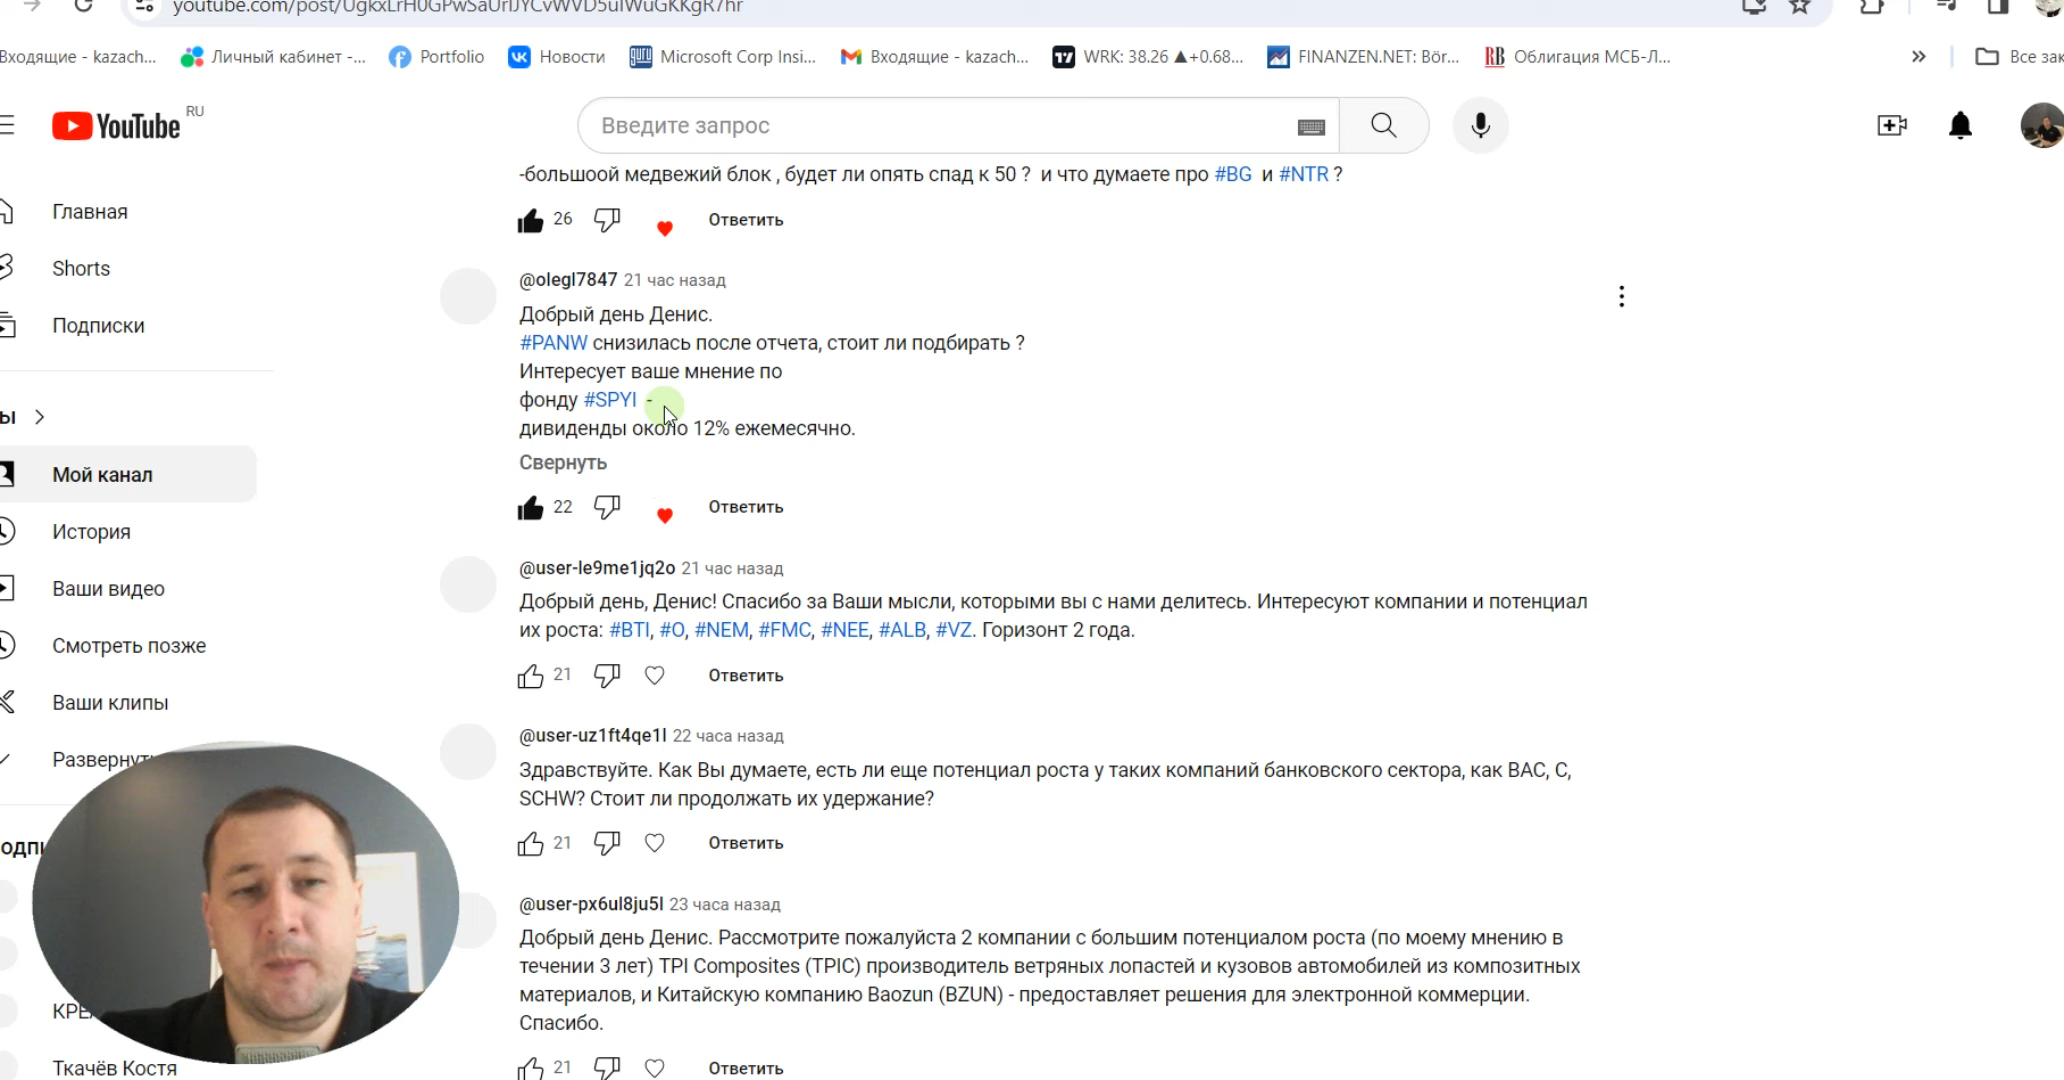 youtube.com/post/UgkxLrH0GPwSaUrIJYCvWVD5uIWuGKKgR7hr
Входящие - kazach...
Личный кабинет -...
Portfolio
Новости
Microsoft Corp Insi...
Входящие - kazach...
WRK: 38.26 ▲+0.68...
FINANZEN.NET: Bör...
Облигация МСБ-Л...
»
Все зак
YouTube RU
Введите запрос
-большоой медвежий блок , будет ли опять спад к 50 ? и что думаете про #BG и #NTR ?
26 Ответить
Главная
Shorts
Подписки
ы
Мой канал
История
Ваши видео
Смотреть позже
Ваши клипы
Развернут
одпи
КРЕ
Ткачёв Костя
@olegl7847 21 час назад
Добрый день Денис.
#PANW снизилась после отчета, стоит ли подбирать ?
Интересует ваше мнение по
фонду #SPYI -
дивиденды около 12% ежемесячно.
Свернуть
22 Ответить
@user-le9me1jq2o 21 час назад
Добрый день, Денис! Спасибо за Ваши мысли, которыми вы с нами делитесь. Интересуют компании и потенциал
их роста: #BTI, #O, #NEM, #FMC, #NEE, #ALB, #VZ. Горизонт 2 года.
21 Ответить
@user-uz1ft4qe1l 22 часа назад
Здравствуйте. Как Вы думаете, есть ли еще потенциал роста у таких компаний банковского сектора, как BAC, C,
SCHW? Стоит ли продолжать их удержание?
21 Ответить
@user-px6ul8ju5l 23 часа назад
Добрый день Денис. Рассмотрите пожалуйста 2 компании с большим потенциалом роста (по моему мнению в
течении 3 лет) TPI Composites (TPIC) производитель ветряных лопастей и кузовов автомобилей из композитных
материалов, и Китайскую компанию Baozun (BZUN) - предоставляет решения для электронной коммерции.
Спасибо.
21 Ответить